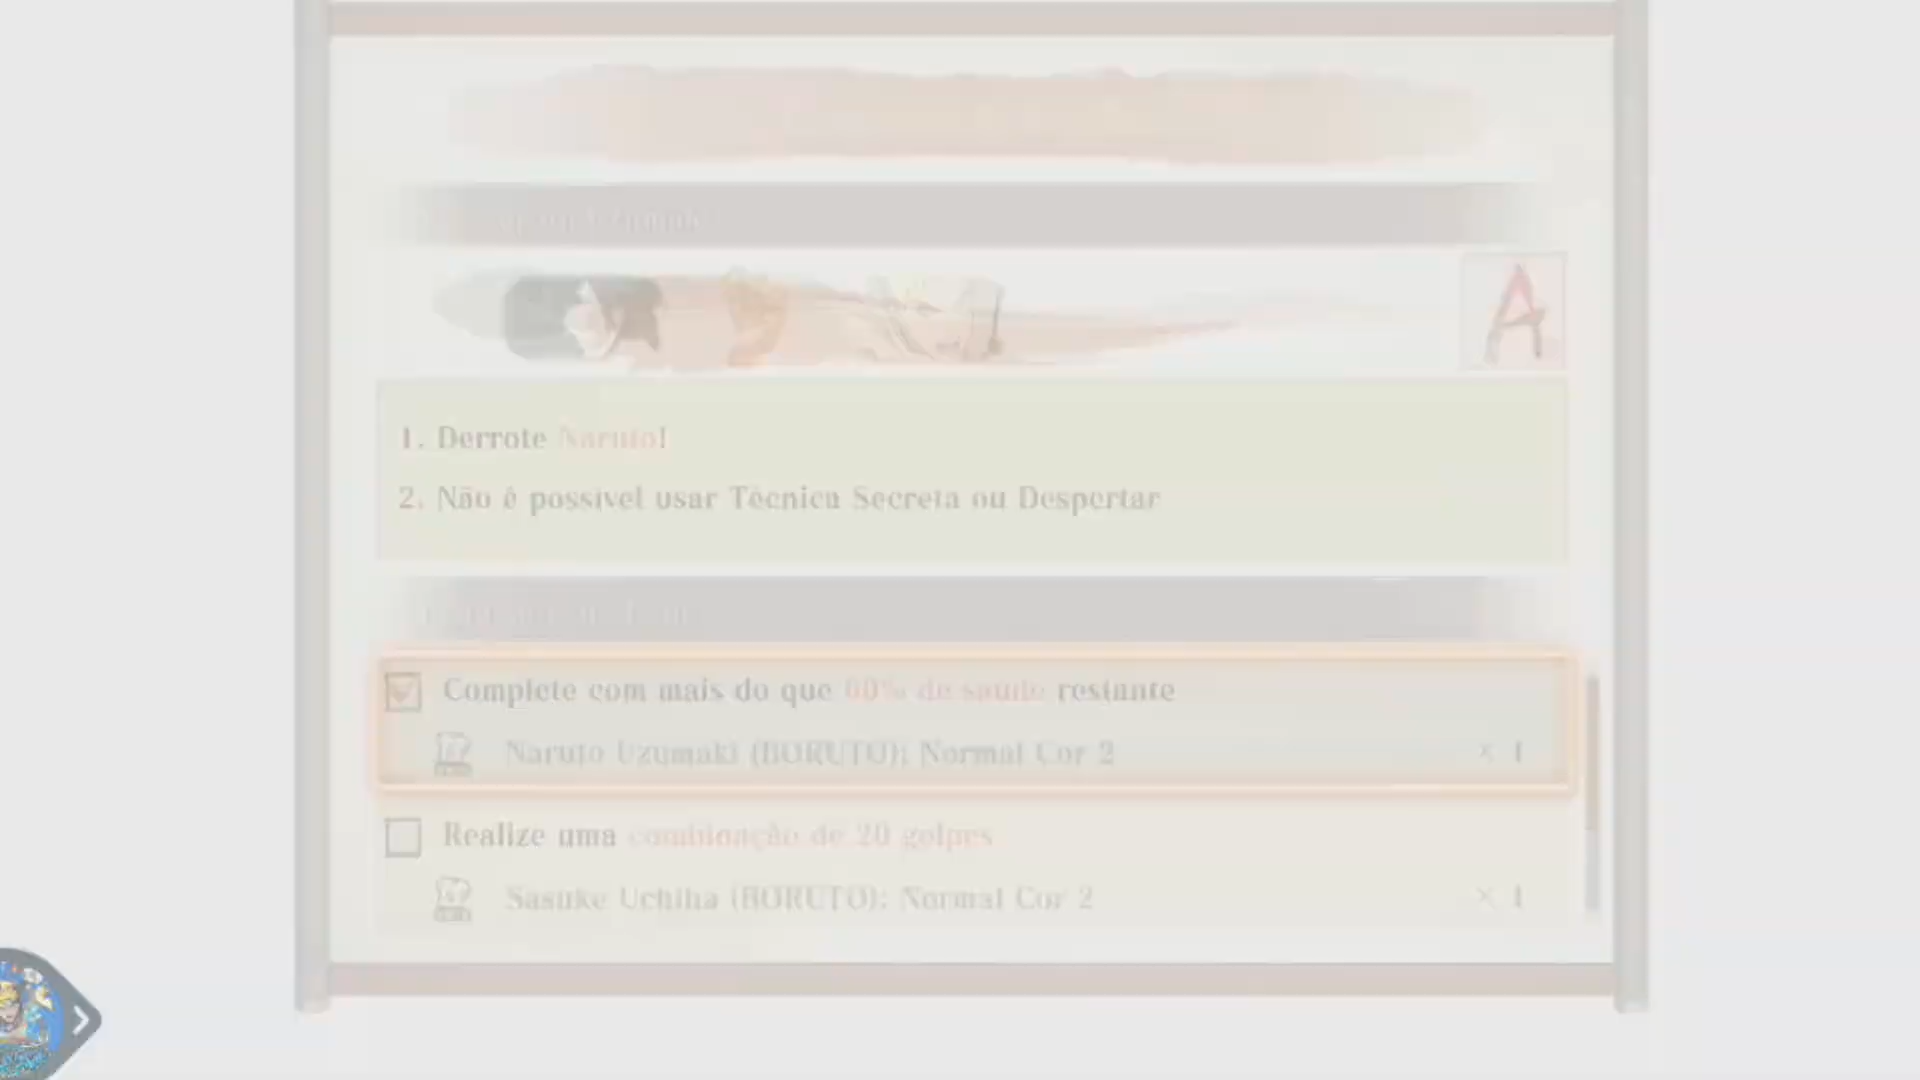 A
1. Derrote Naruto!
2. Não é possível usar Técnica Secreta ou Despertar
Complete com mais do que de saúde restante
Naruto Uzumaki (BORUTO): Normal Cor 2 × 1
Realize uma combinação de 20 golpes
Sasuke Uchiha (BORUTO): Normal Cor 2 × 1